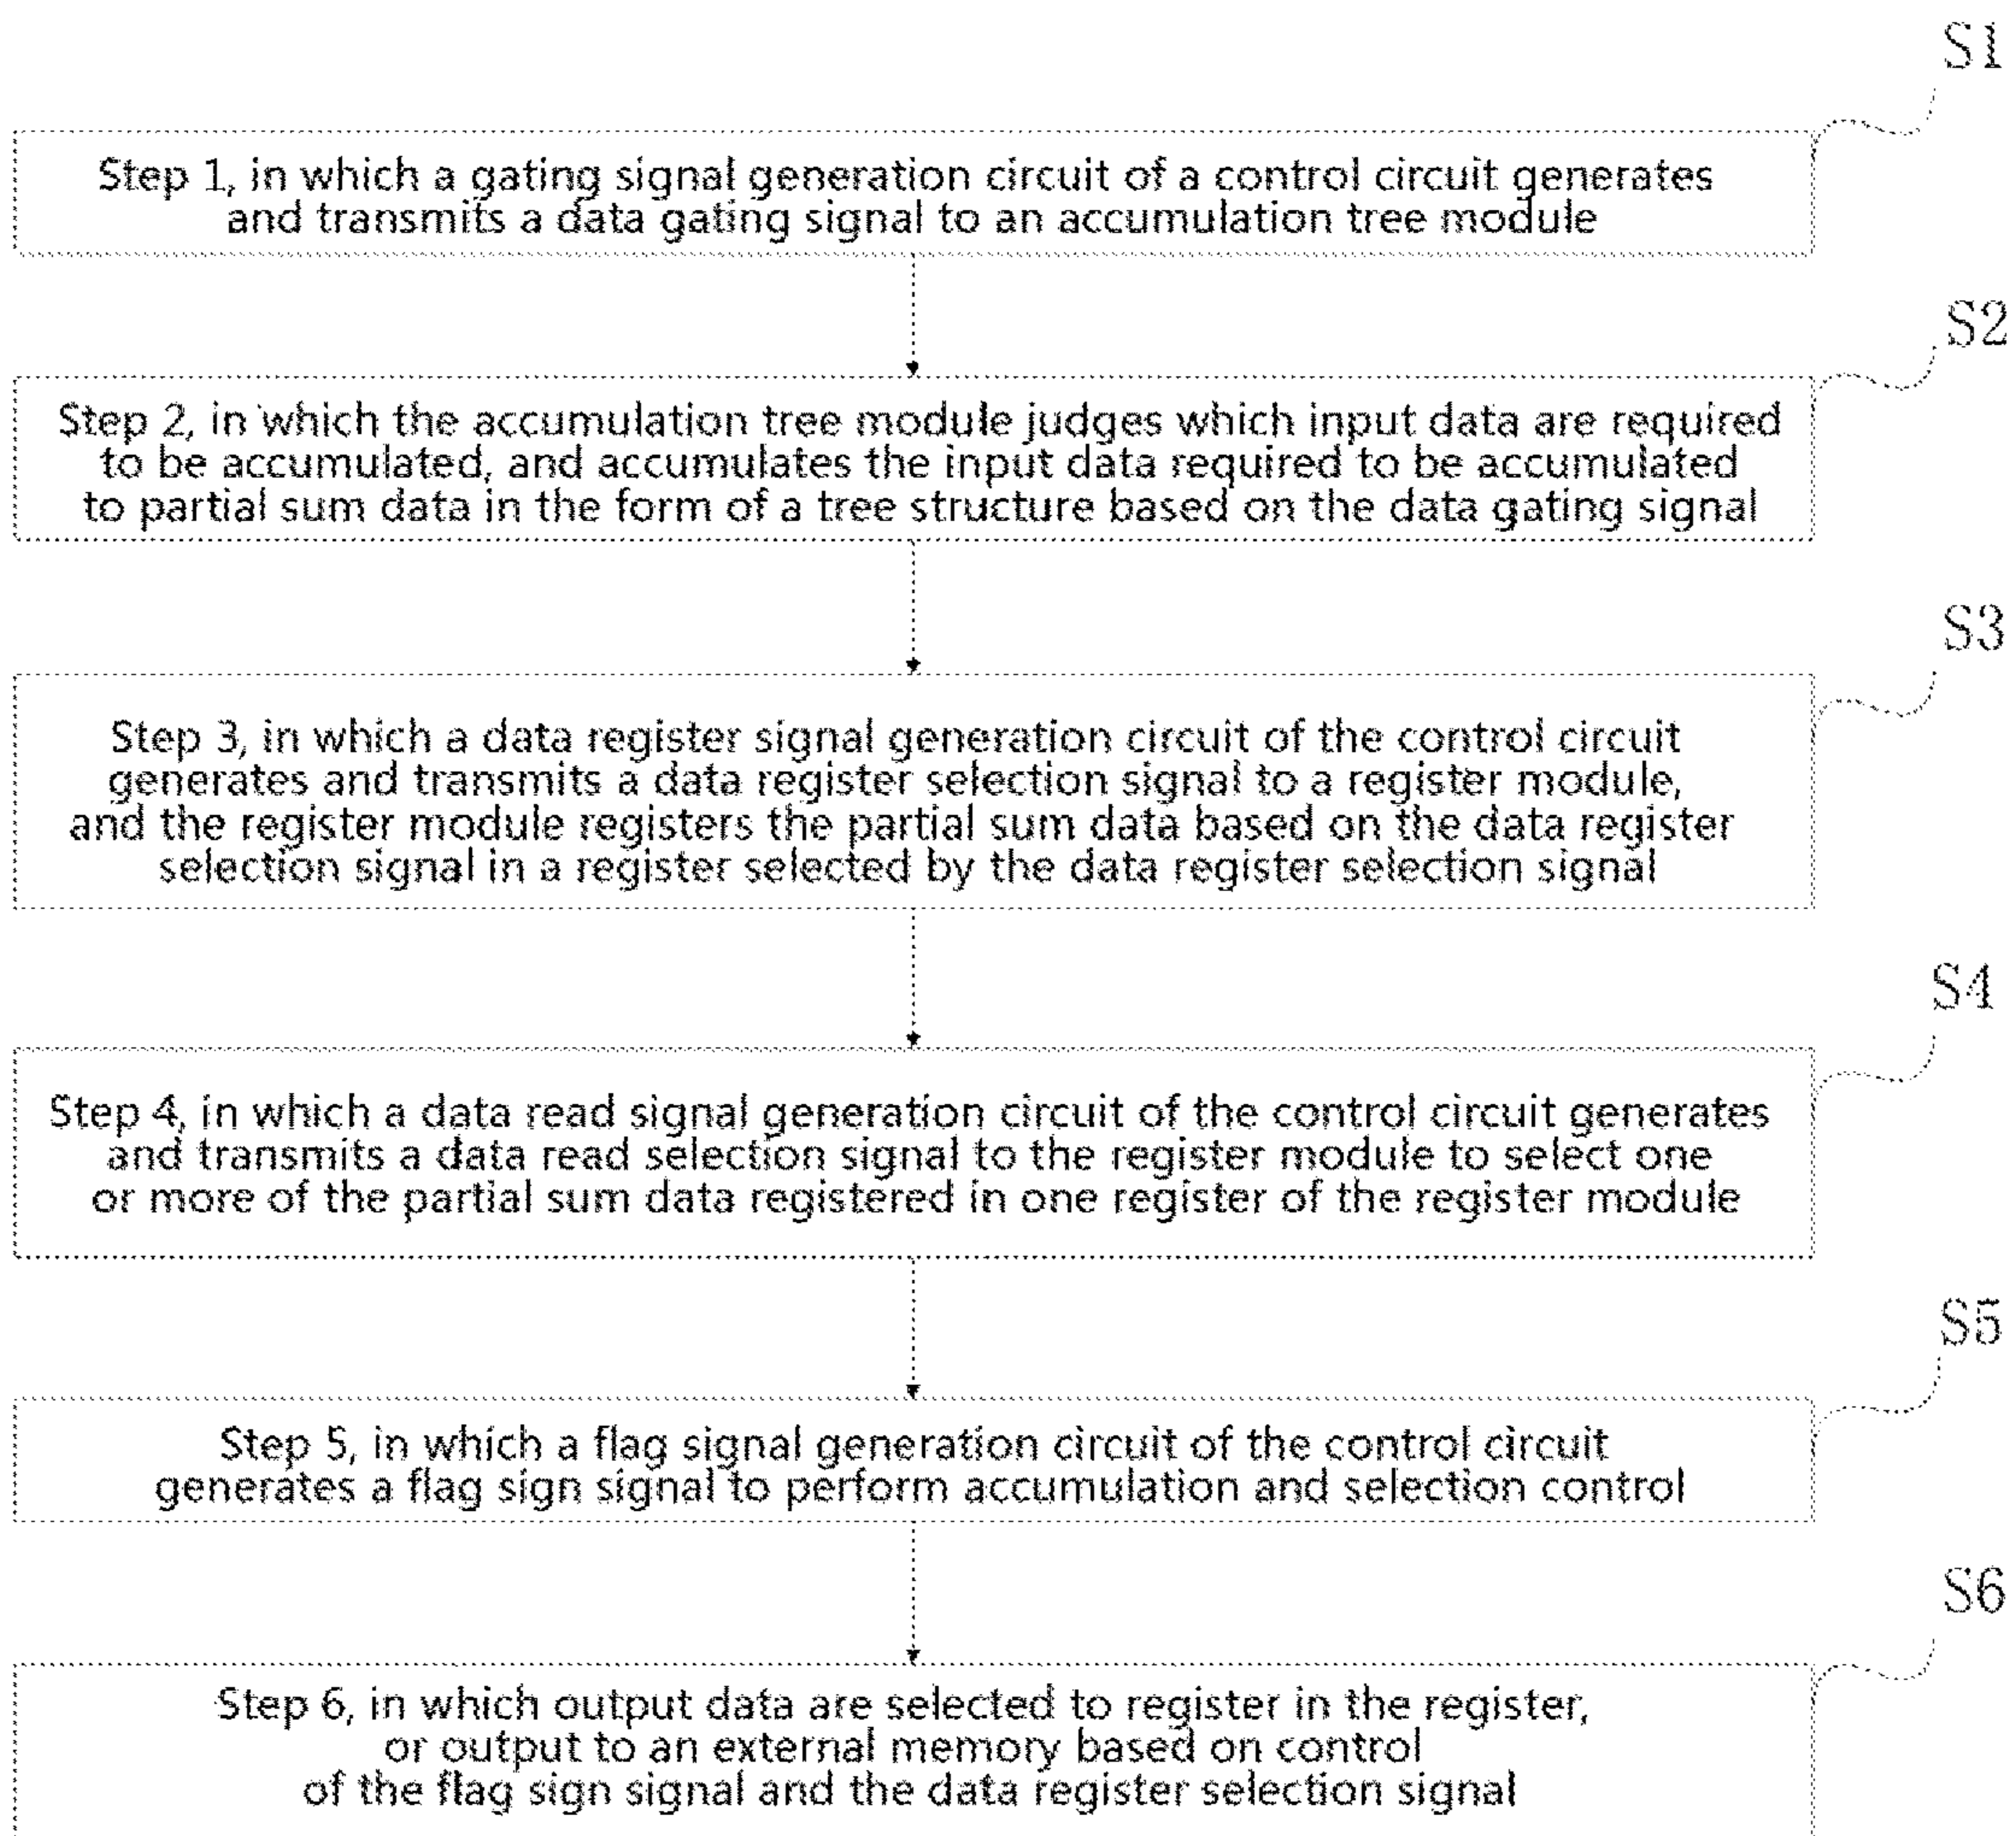 S1
Step 1, in which a gating signal generation circuit of a control circuit generates
and transmits a data gating signal to an accumulation tree module
S2
Step 2, in which the accumulation tree module judges which input data are required
to be accumulated, and accumulates the input data required to be accumulated
to partial sum data in the form of a tree structure based on the data gating signal
S3
Step 3, in which a data register signal generation circuit of the control circuit
generates and transmits a data register selection signal to a register module,
and the register module registers the partial sum data based on the data register
selection signal in a register selected by the data register selection signal
S4
Step 4, in which a data read signal generation circuit of the control circuit generates
and transmits a data read selection signal to the register module to select one
or more of the partial sum data registered in one register of the register module
S5
Step 5, in which a flag signal generation circuit of the control circuit
generates a flag sign signal to perform accumulation and selection control
S6
Step 6, in which output data are selected to register in the register,
or output to an external memory based on control
of the flag sign signal and the data register selection signal